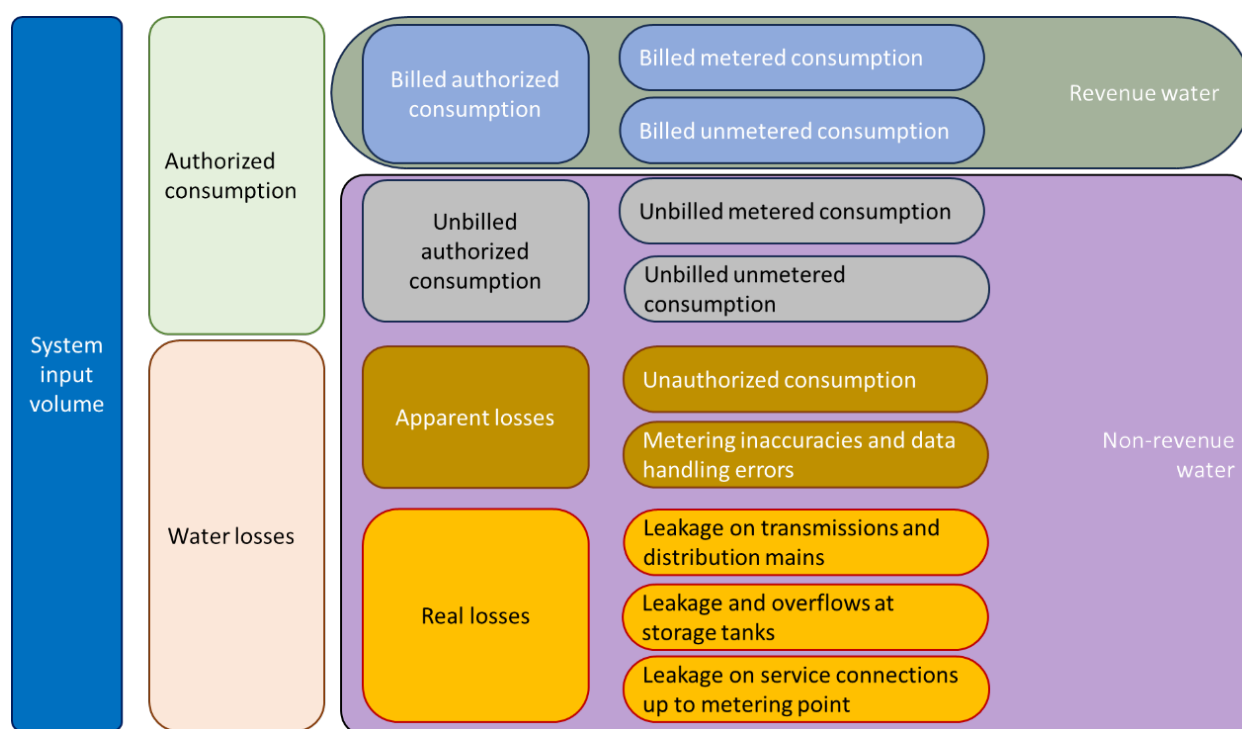 System
input
volume
Authorized
consumption
Water losses
Billed authorized
consumption
Billed metered consumption
Billed unmetered consumption
Revenue water
Unbilled
authorized
consumption
Unbilled metered consumption
Unbilled unmetered
consumption
Apparent losses
Unauthorized consumption
Metering inaccuracies and data
handling errors
Non-revenue
water
Real losses
Leakage on transmissions and
distribution mains
Leakage and overflows at
storage tanks
Leakage on service connections
up to metering point